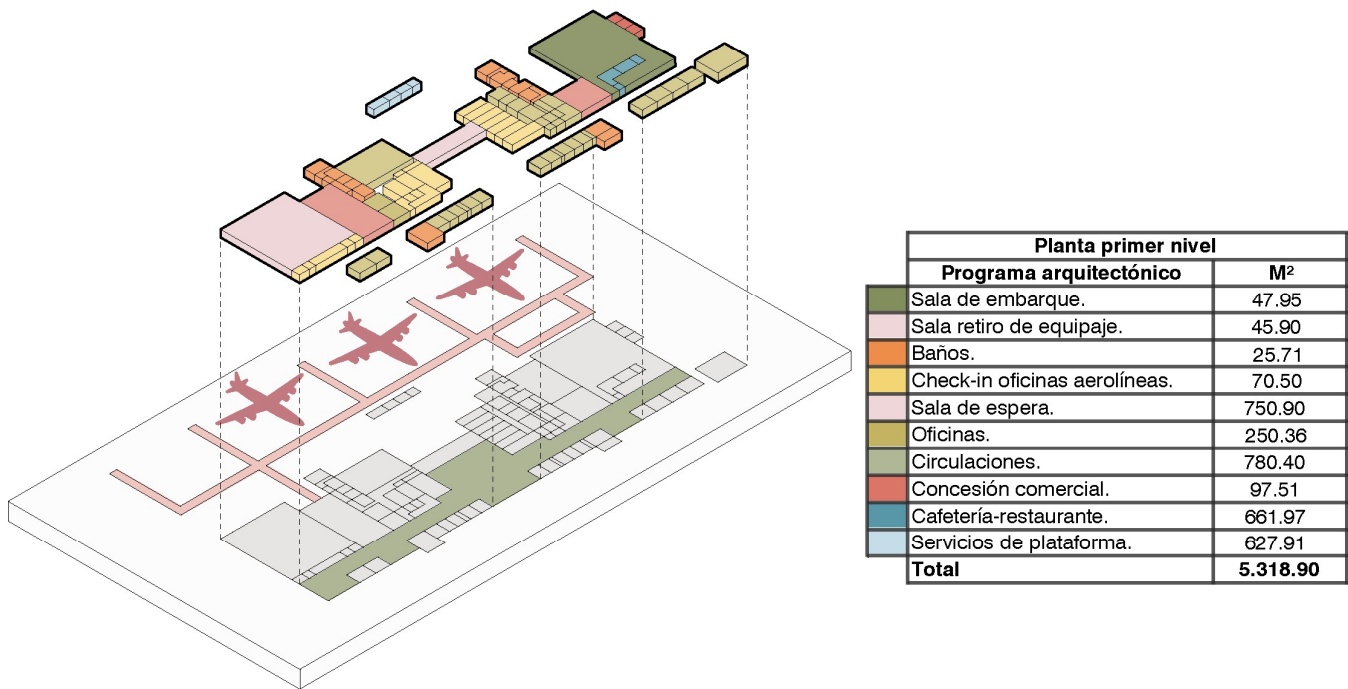 Planta primer nivel
Programa arquitectónico M²
Sala de embarque. 47.95
Sala retiro de equipaje. 45.90
Baños. 25.71
Check-in oficinas aerolíneas. 70.50
Sala de espera. 750.90
Oficinas. 250.36
Circulaciones. 780.40
Concesión comercial. 97.51
Cafetería-restaurante. 661.97
Servicios de plataforma. 627.91
Total 5.318.90